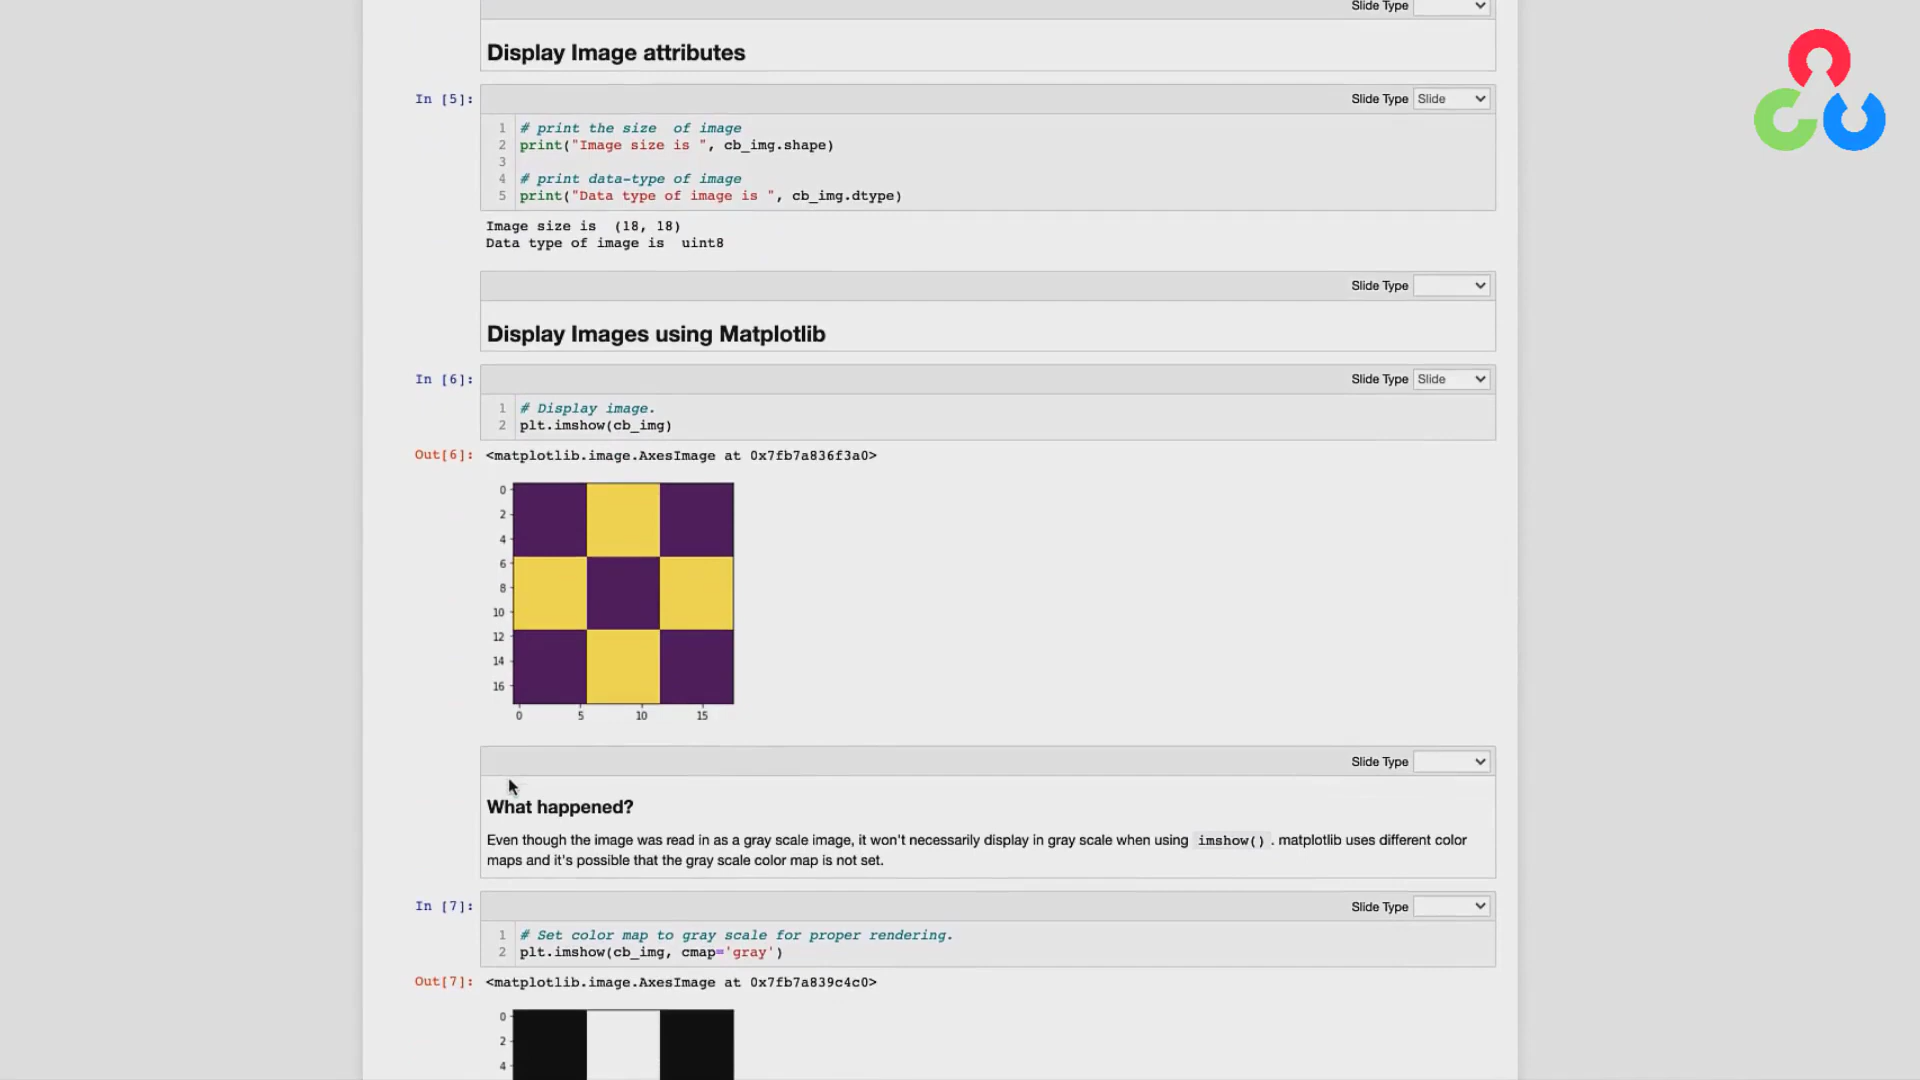 Slide Type
Display Image attributes
In [5]:
Slide Type Slide
1 # print the size  of image
2 print("Image size is ", cb_img.shape)
3
4 # print data-type of image
5 print("Data type of image is ", cb_img.dtype)
Image size is  (18, 18)
Data type of image is  uint8
Slide Type
Display Images using Matplotlib
In [6]:
Slide Type Slide
1 # Display image.
2 plt.imshow(cb_img)
Out[6]: <matplotlib.image.AxesImage at 0x7fb7a836f3a0>
0
2
4
6
8
10
12
14
16
0 5 10 15
Slide Type
What happened?
Even though the image was read in as a gray scale image, it won't necessarily display in gray scale when using imshow() . matplotlib uses different color
maps and it's possible that the gray scale color map is not set.
In [7]:
Slide Type
1 # Set color map to gray scale for proper rendering.
2 plt.imshow(cb_img, cmap='gray')
Out[7]: <matplotlib.image.AxesImage at 0x7fb7a839c4c0>
0
2
4